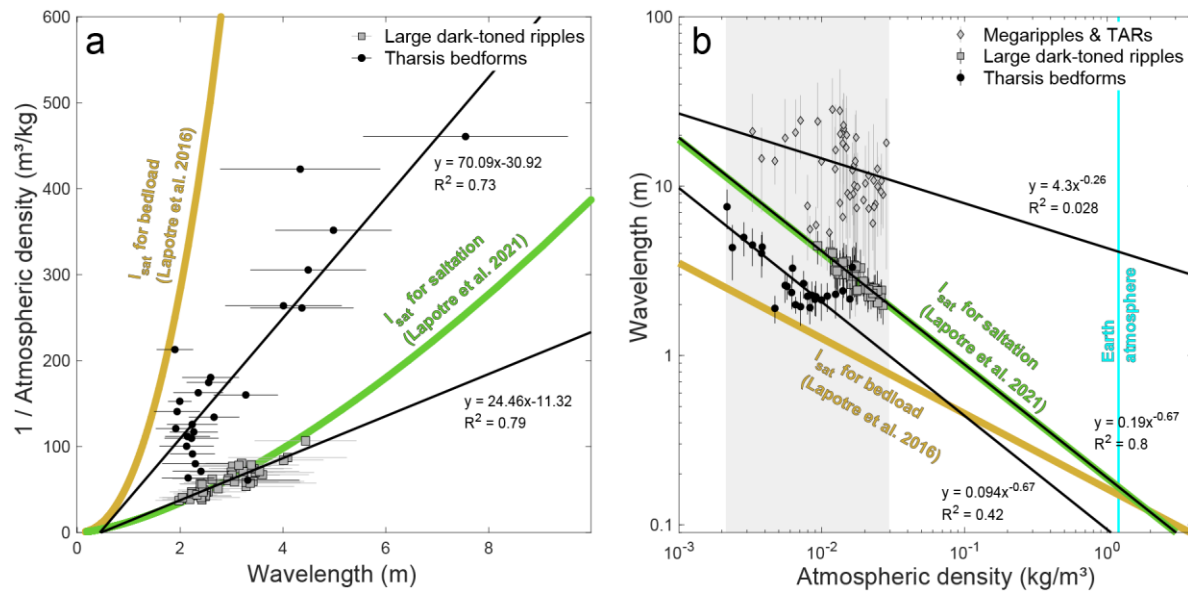 a
Large dark-toned ripples
Tharsis bedforms
600
500
400
300
200
100
0
1 / Atmospheric density (m³/kg)
I_sat for bedload
(Lapotre et al. 2016)
y = 70.09x-30.92
R² = 0.73
I_sat for saltation
(Lapotre et al. 2021)
y = 24.46x-11.32
R² = 0.79
0 2 4 6 8
Wavelength (m)
b
Megaripples & TARs
Large dark-toned ripples
Tharsis bedforms
100
10
1
0.1
Wavelength (m)
y = 4.3x^-0.26
R² = 0.028
Earth
atmosphere
I_sat for saltation
(Lapotre et al. 2021)
I_sat for bedload
(Lapotre et al. 2016)
y = 0.19x^-0.67
R² = 0.8
y = 0.094x^-0.67
R² = 0.42
10⁻³ 10⁻² 10⁻¹ 10⁰
Atmospheric density (kg/m³)